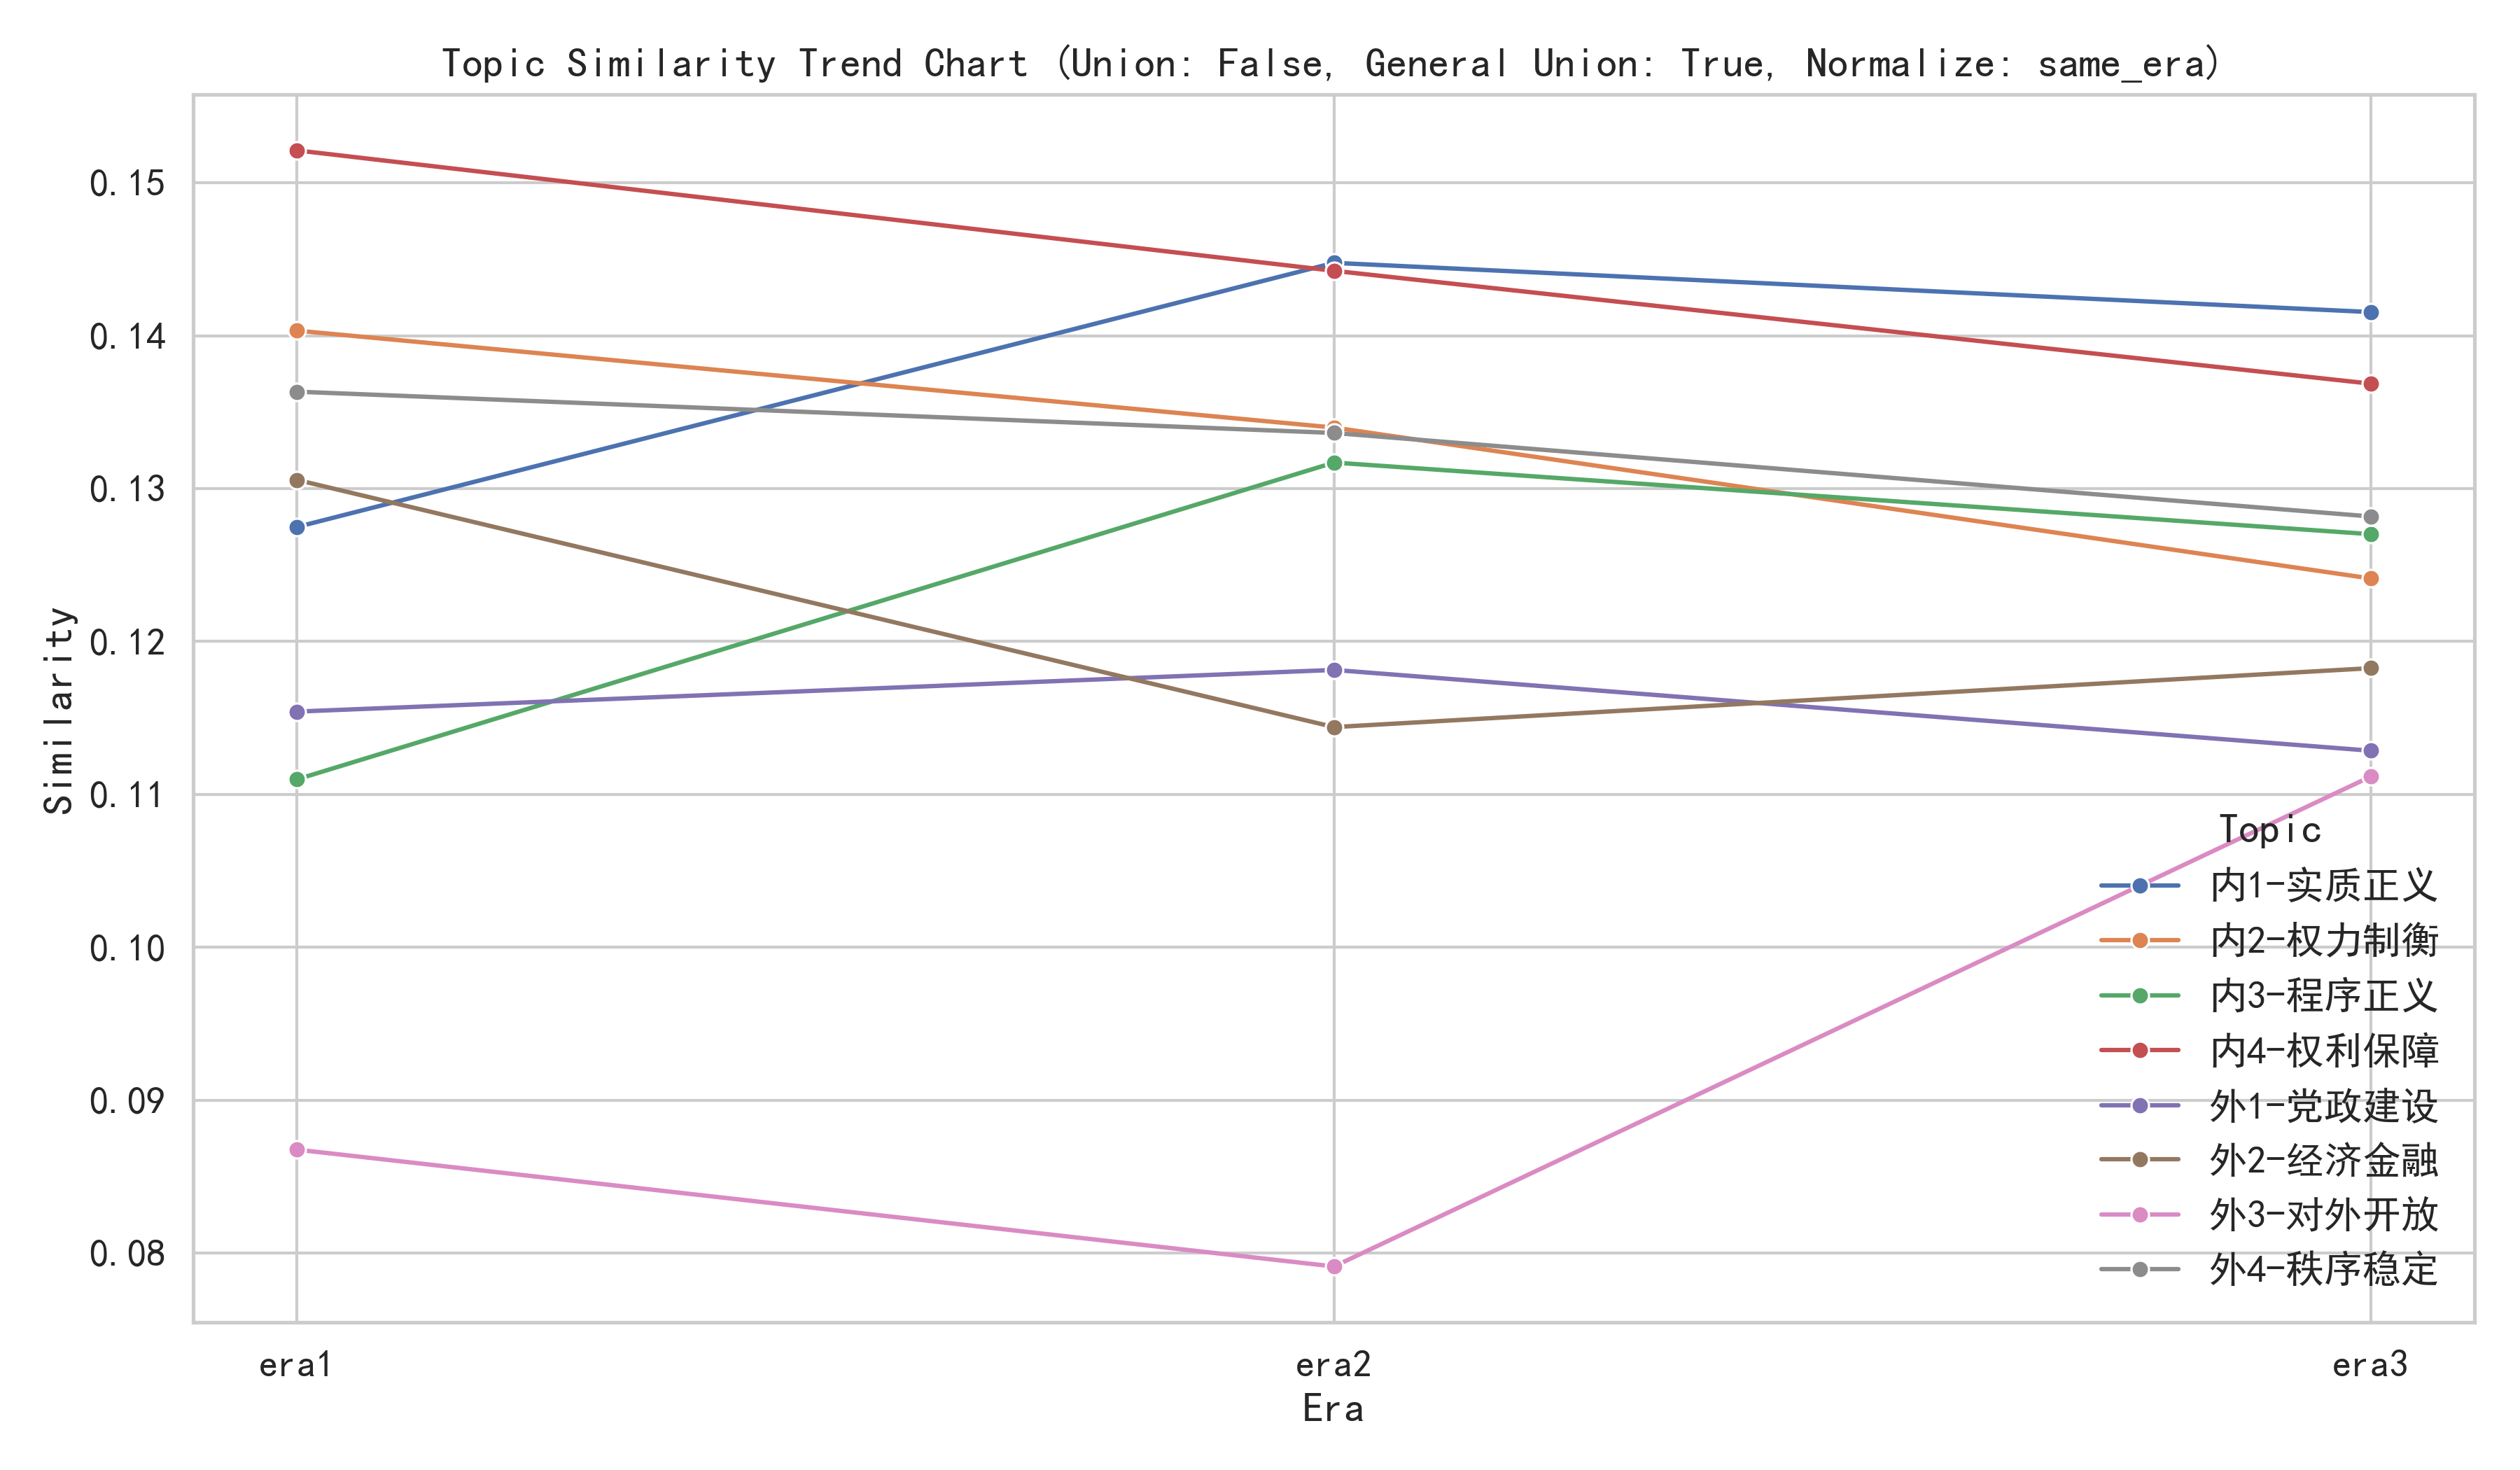 Topic Similarity Trend Chart (Union: False, General Union: True, Normalize: same_era)
0.15
0.14
0.13
0.12
0.11
0.10
0.09
0.08
Similarity
era1
era2
era3
Era
Topic
内1-实质正义
内2-权力制衡
内3-程序正义
内4-权利保障
外1-党政建设
外2-经济金融
外3-对外开放
外4-秩序稳定